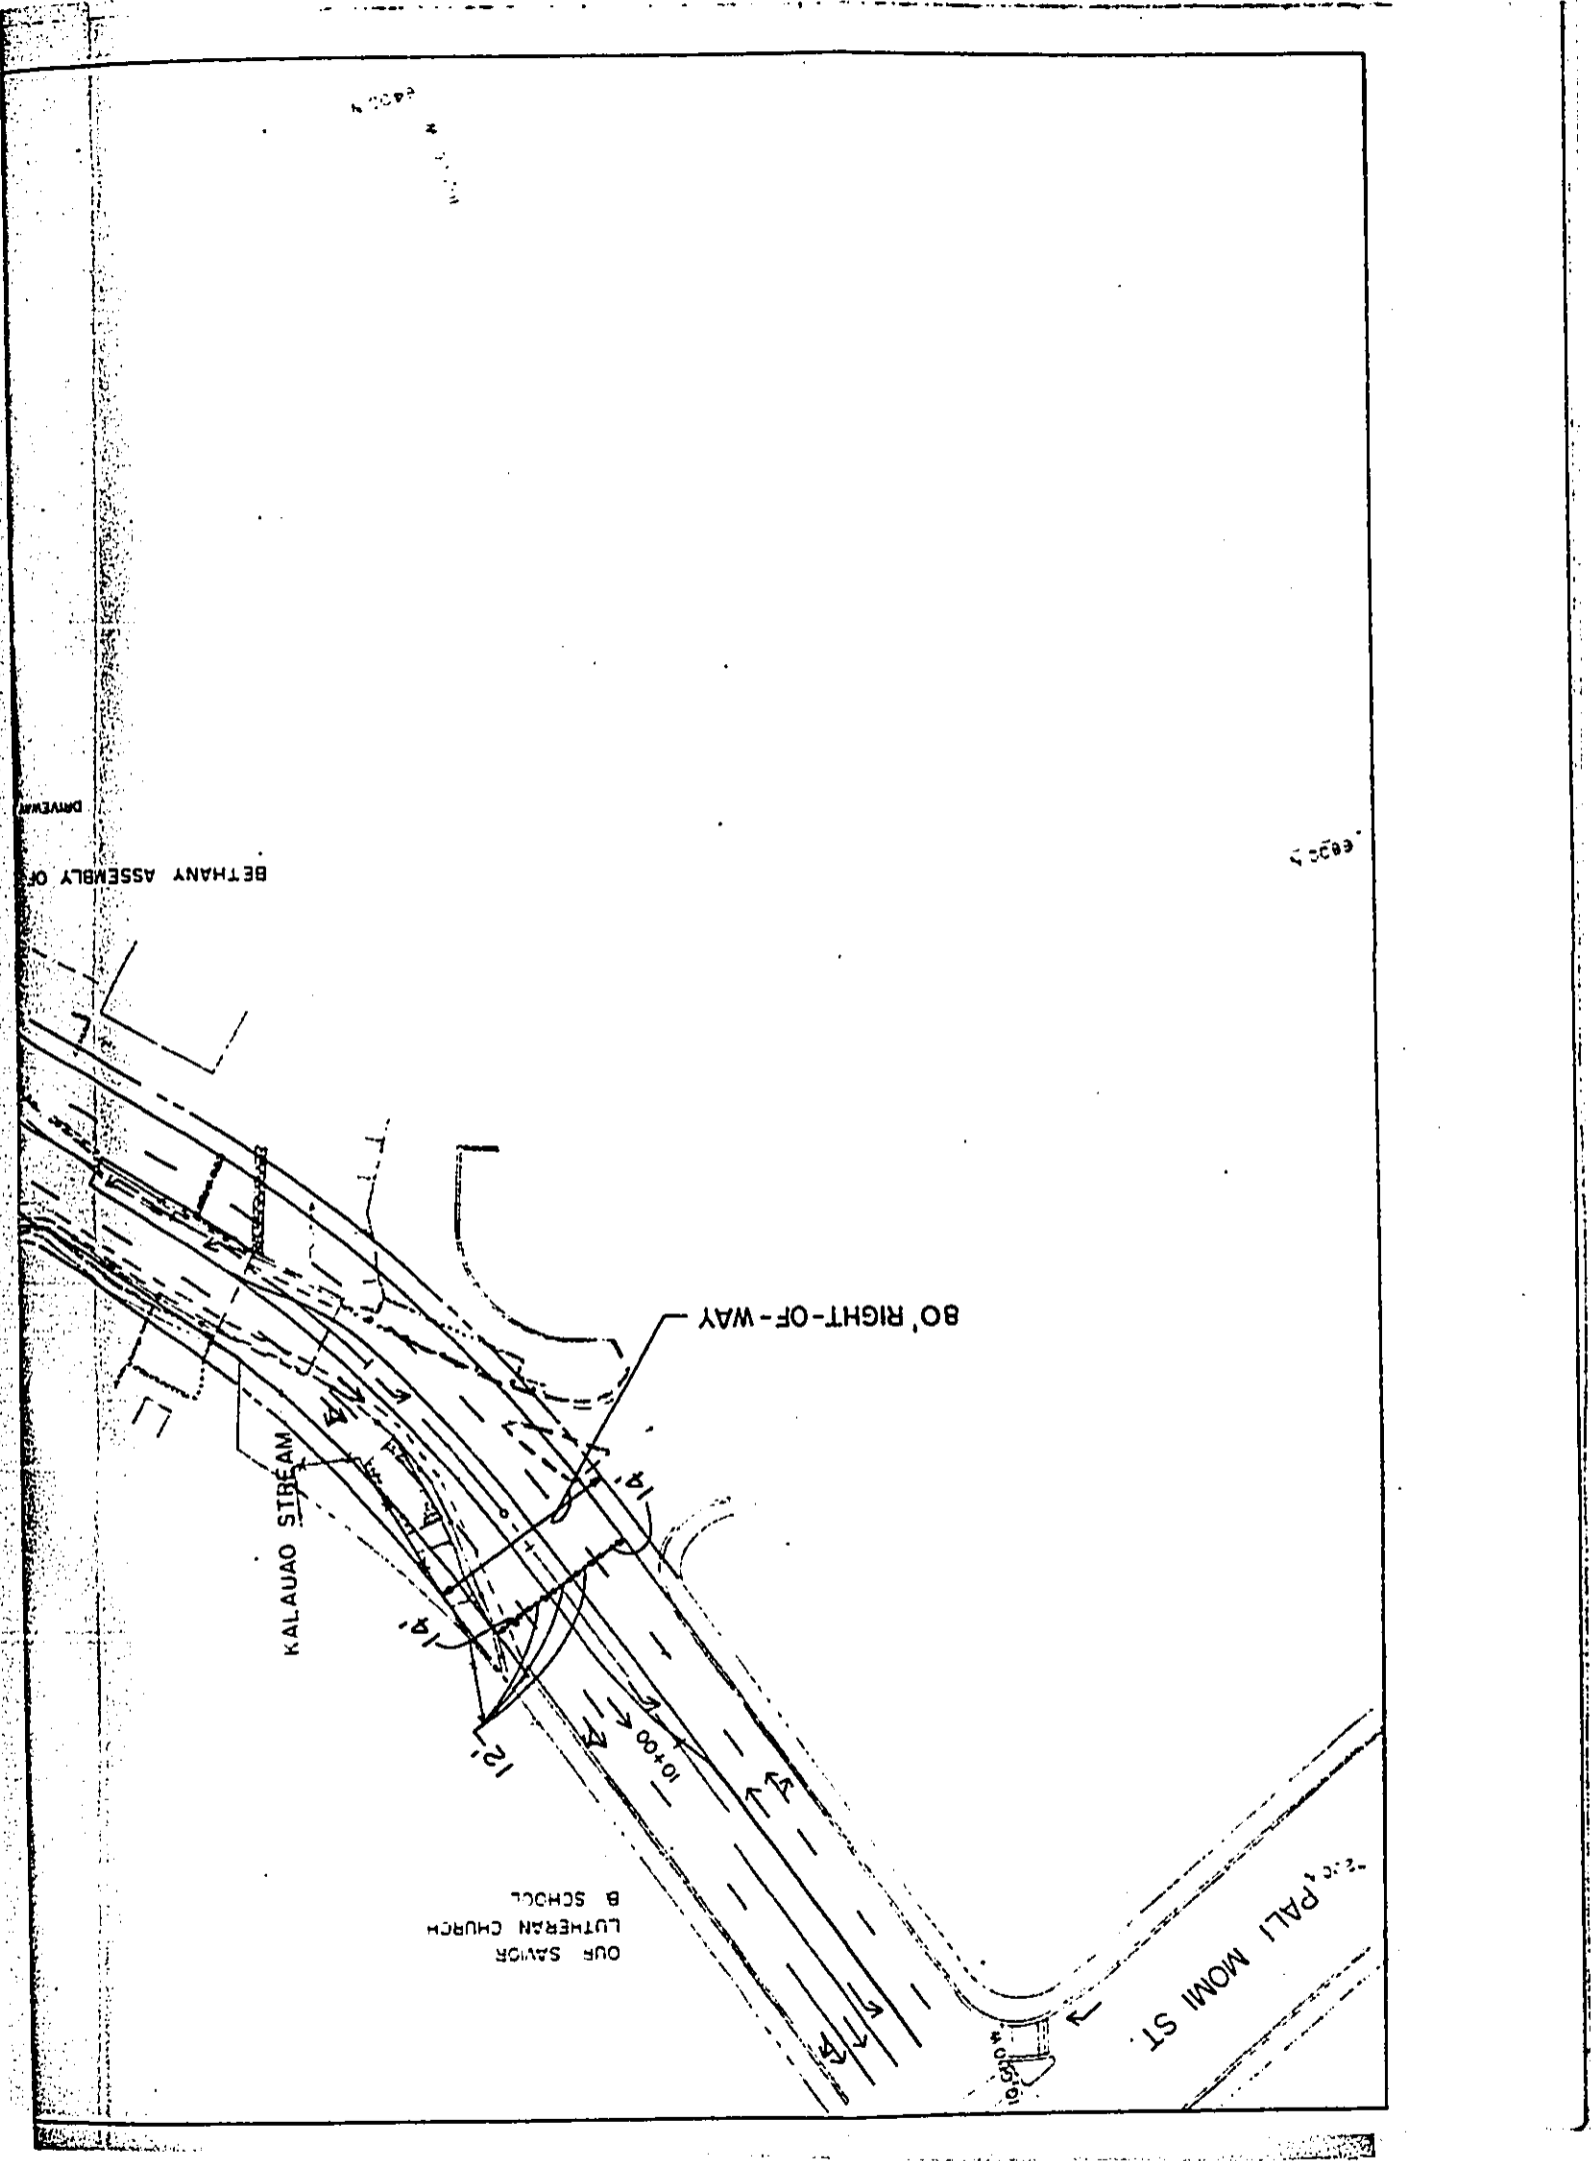 DRIVEWAY
BETHANY ASSEMBLY OF
80' RIGHT-OF-WAY
KALAUAO STREAM
14'
14'
12'
10+00
OUR SAVIOR
LUTHERAN CHURCH
& SCHOOL
PALI MOMI ST.